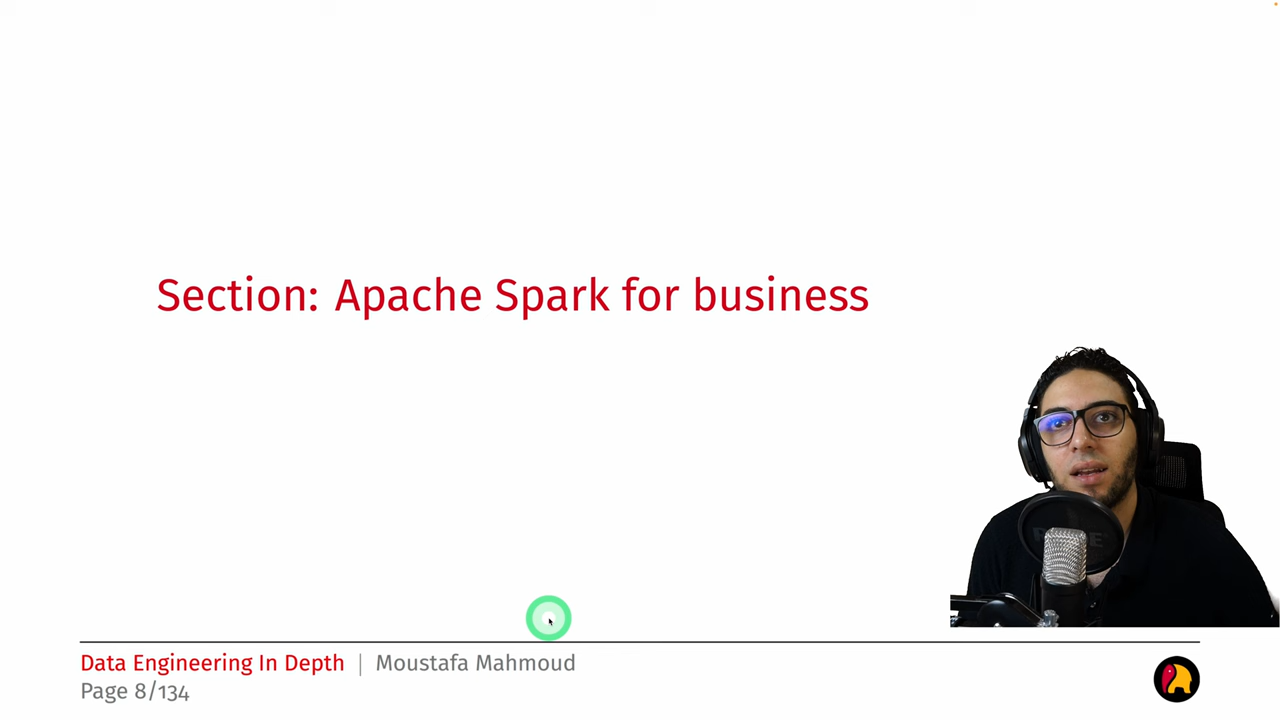 Section: Apache Spark for business
Data Engineering In Depth | Moustafa Mahmoud
Page 8/134